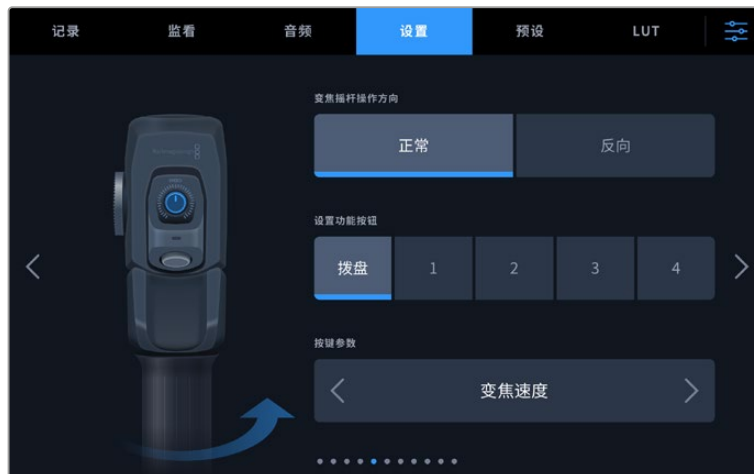 记录 监看 音频 设置 预设 LUT
变焦摇杆操作方向
正常 反向
设置功能按钮
拨盘 1 2 3 4
按键参数
变焦速度